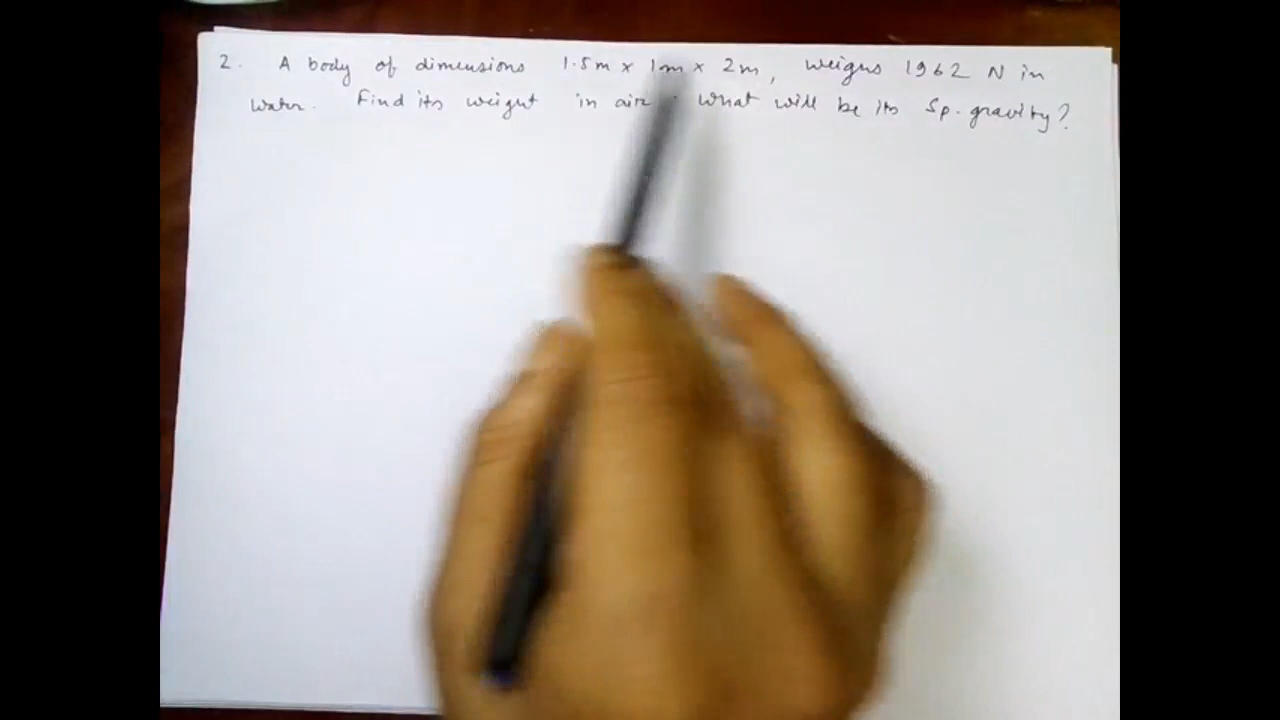 2. A body of dimensions 1.5m x 1m x 2m, weighs 1962 N in
water. Find its weight in air. What will be its Sp. gravity?